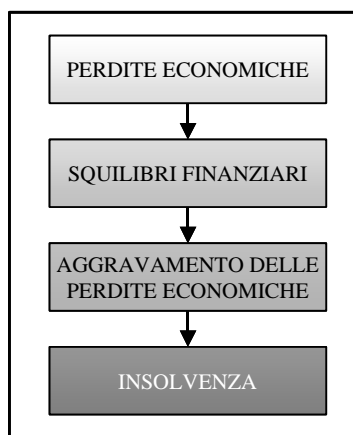 PERDITE ECONOMICHE
SQUILIBRI FINANZIARI
AGGRAVAMENTO DELLE
PERDITE ECONOMICHE
INSOLVENZA